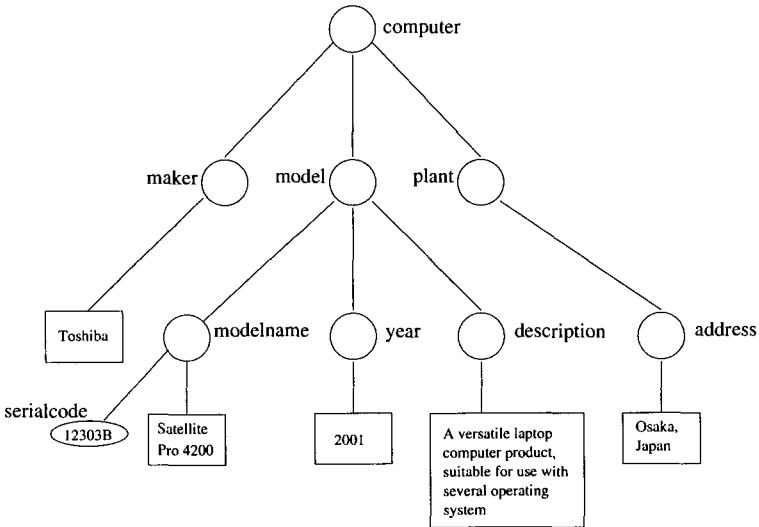 computer
maker
model
plant
Toshiba
modelname
year
description
address
serialcode
12303B
Satellite
Pro 4200
2001
A versatile laptop
computer product,
suitable for use with
several operating
system
Osaka,
Japan